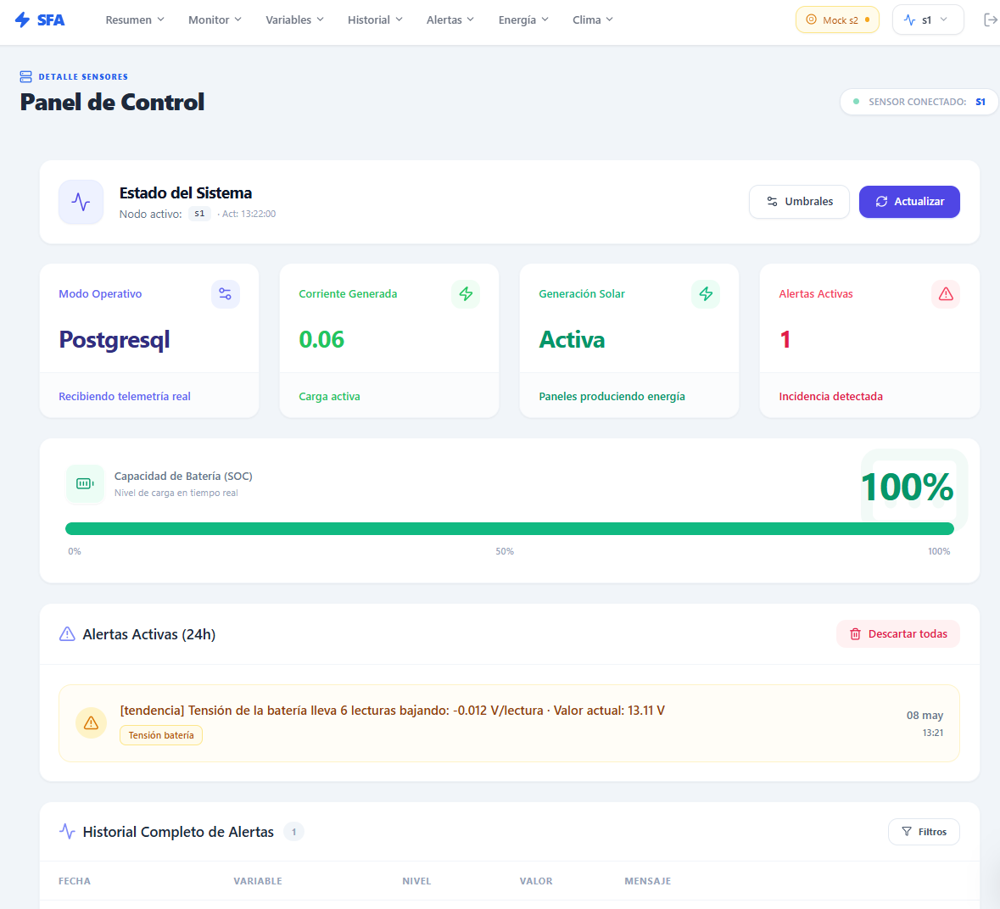 SFA
Resumen
Monitor
Variables
Historial
Alertas
Energía
Clima
Mock s2
s1
DETALLE SENSORES
Panel de Control
SENSOR CONECTADO: S1
Estado del Sistema
Nodo activo: s1 · Act: 13:22:00
Umbrales
Actualizar
Modo Operativo
Postgresql
Recibiendo telemetría real
Corriente Generada
0.06
Carga activa
Generación Solar
Activa
Paneles produciendo energía
Alertas Activas
1
Incidencia detectada
Capacidad de Batería (SOC)
Nivel de carga en tiempo real
100%
0%
50%
100%
Alertas Activas (24h)
Descartar todas
[tendencia] Tensión de la batería lleva 6 lecturas bajando: -0.012 V/lectura · Valor actual: 13.11 V
Tensión batería
08 may
13:21
Historial Completo de Alertas 1
Filtros
FECHA
VARIABLE
NIVEL
VALOR
MENSAJE